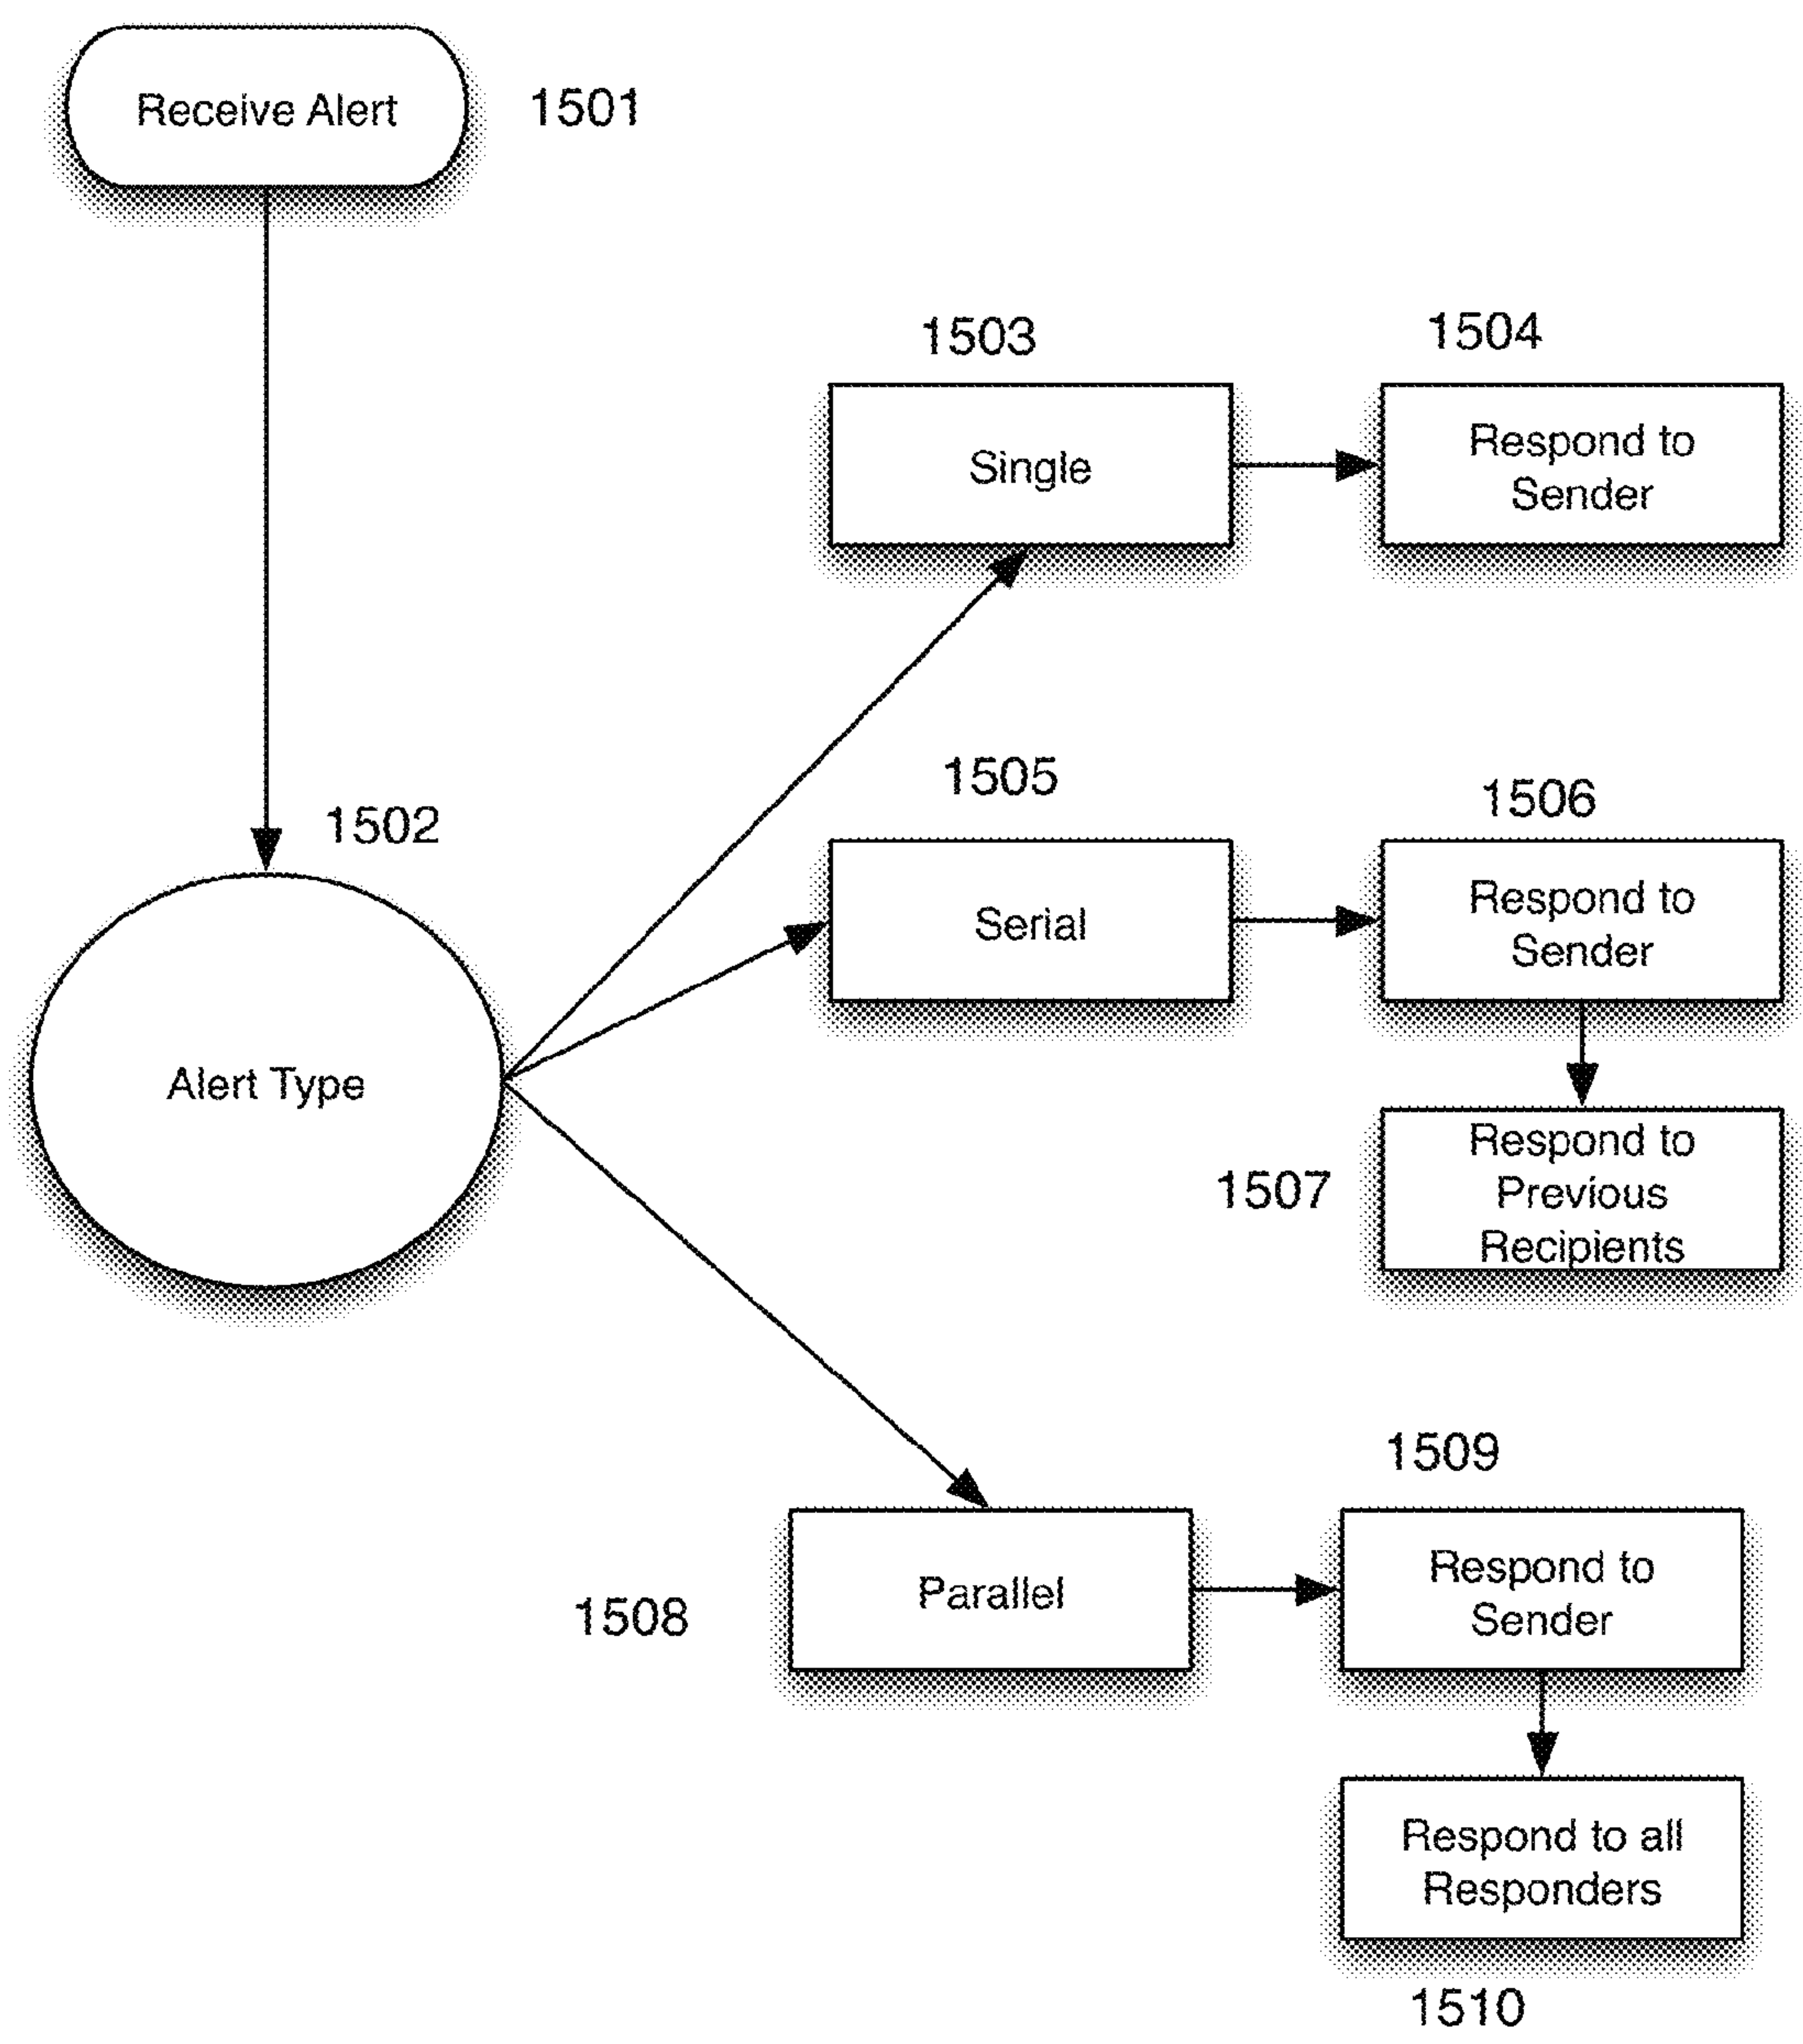 Receive Alert
1501
1503
1504
Single
Respond to
Sender
1502
1505
1506
Serial
Respond to
Sender
Alert Type
1507
Respond to
Previous
Recipients
1508
Parallel
1509
Respond to
Sender
Respond to all
Responders
1510